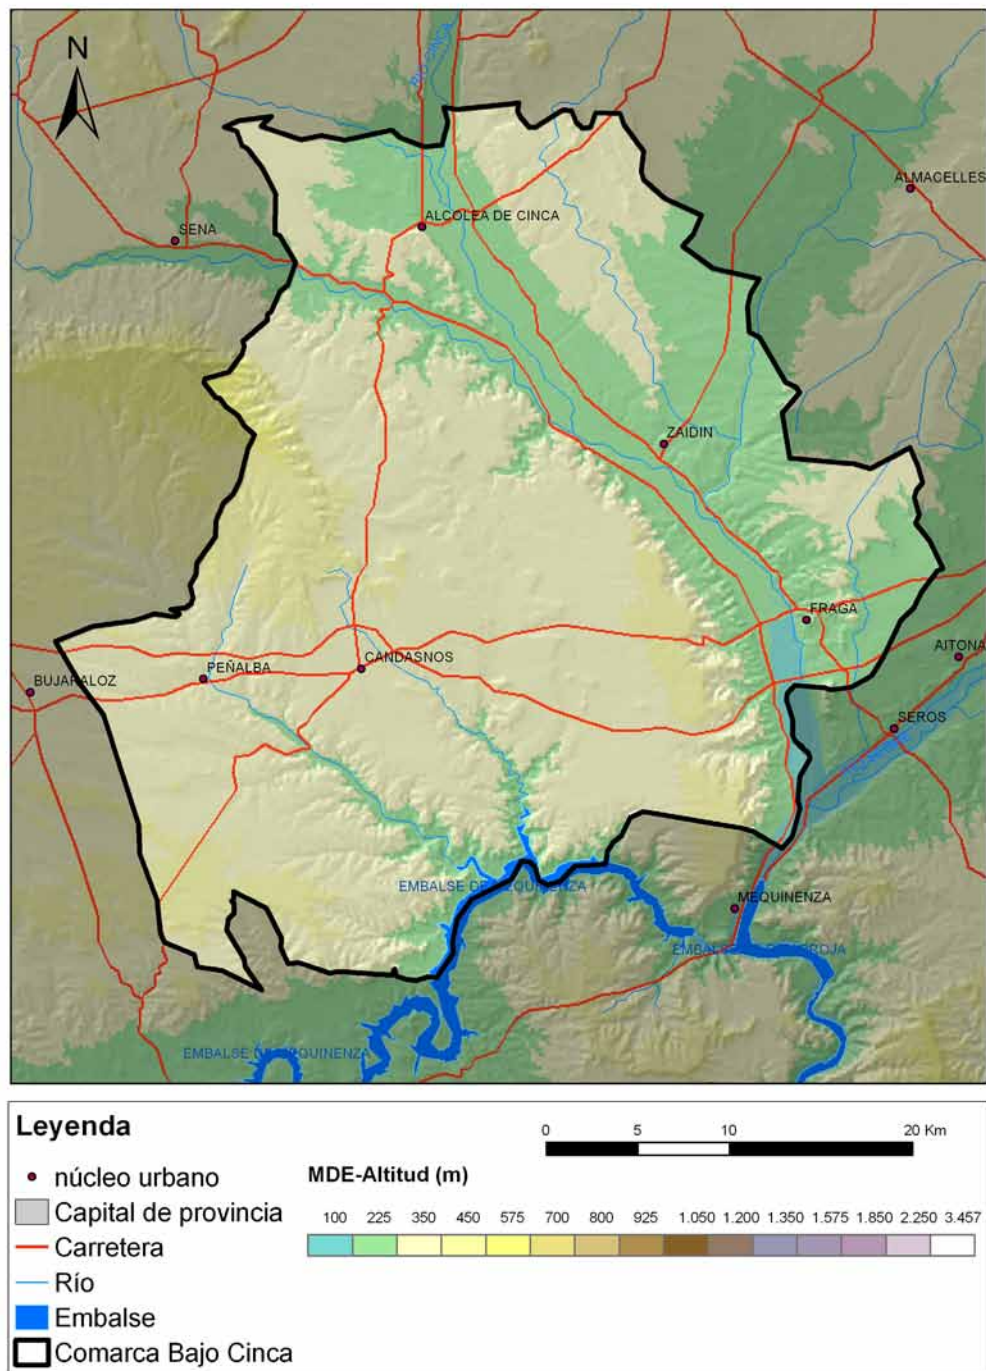 N
ALMACELLES
SENA
ALCOLEA DE CINCA
ZAIDIN
FRAGA
AITONA
BUJARALOZ
PEÑALBA
CANDASNOS
SEROS
EMBALSE DE MEQUINENZA
MEQUINENZA
EMBALSE DE
EMBALSE DE MEQUINENZA
Leyenda
núcleo urbano
Capital de provincia
Carretera
Río
Embalse
Comarca Bajo Cinca
0 5 10 20 Km
MDE-Altitud (m)
100 225 350 450 575 700 800 925 1.050 1.200 1.350 1.575 1.850 2.250 3.457